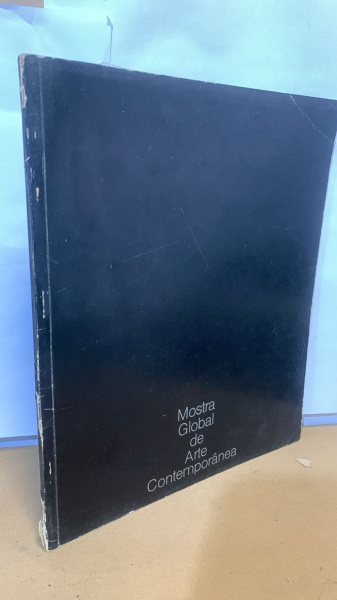 Mostra
Global
de
Arte
Contemporânea